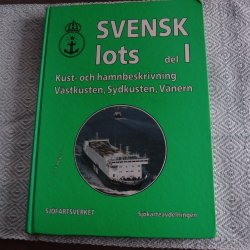 SVENSK
lots del I
Kust- och hamnbeskrivning
Västkusten, Sydkusten, Vänern
SJÖFARTSVERKET Sjökarteavdelningen